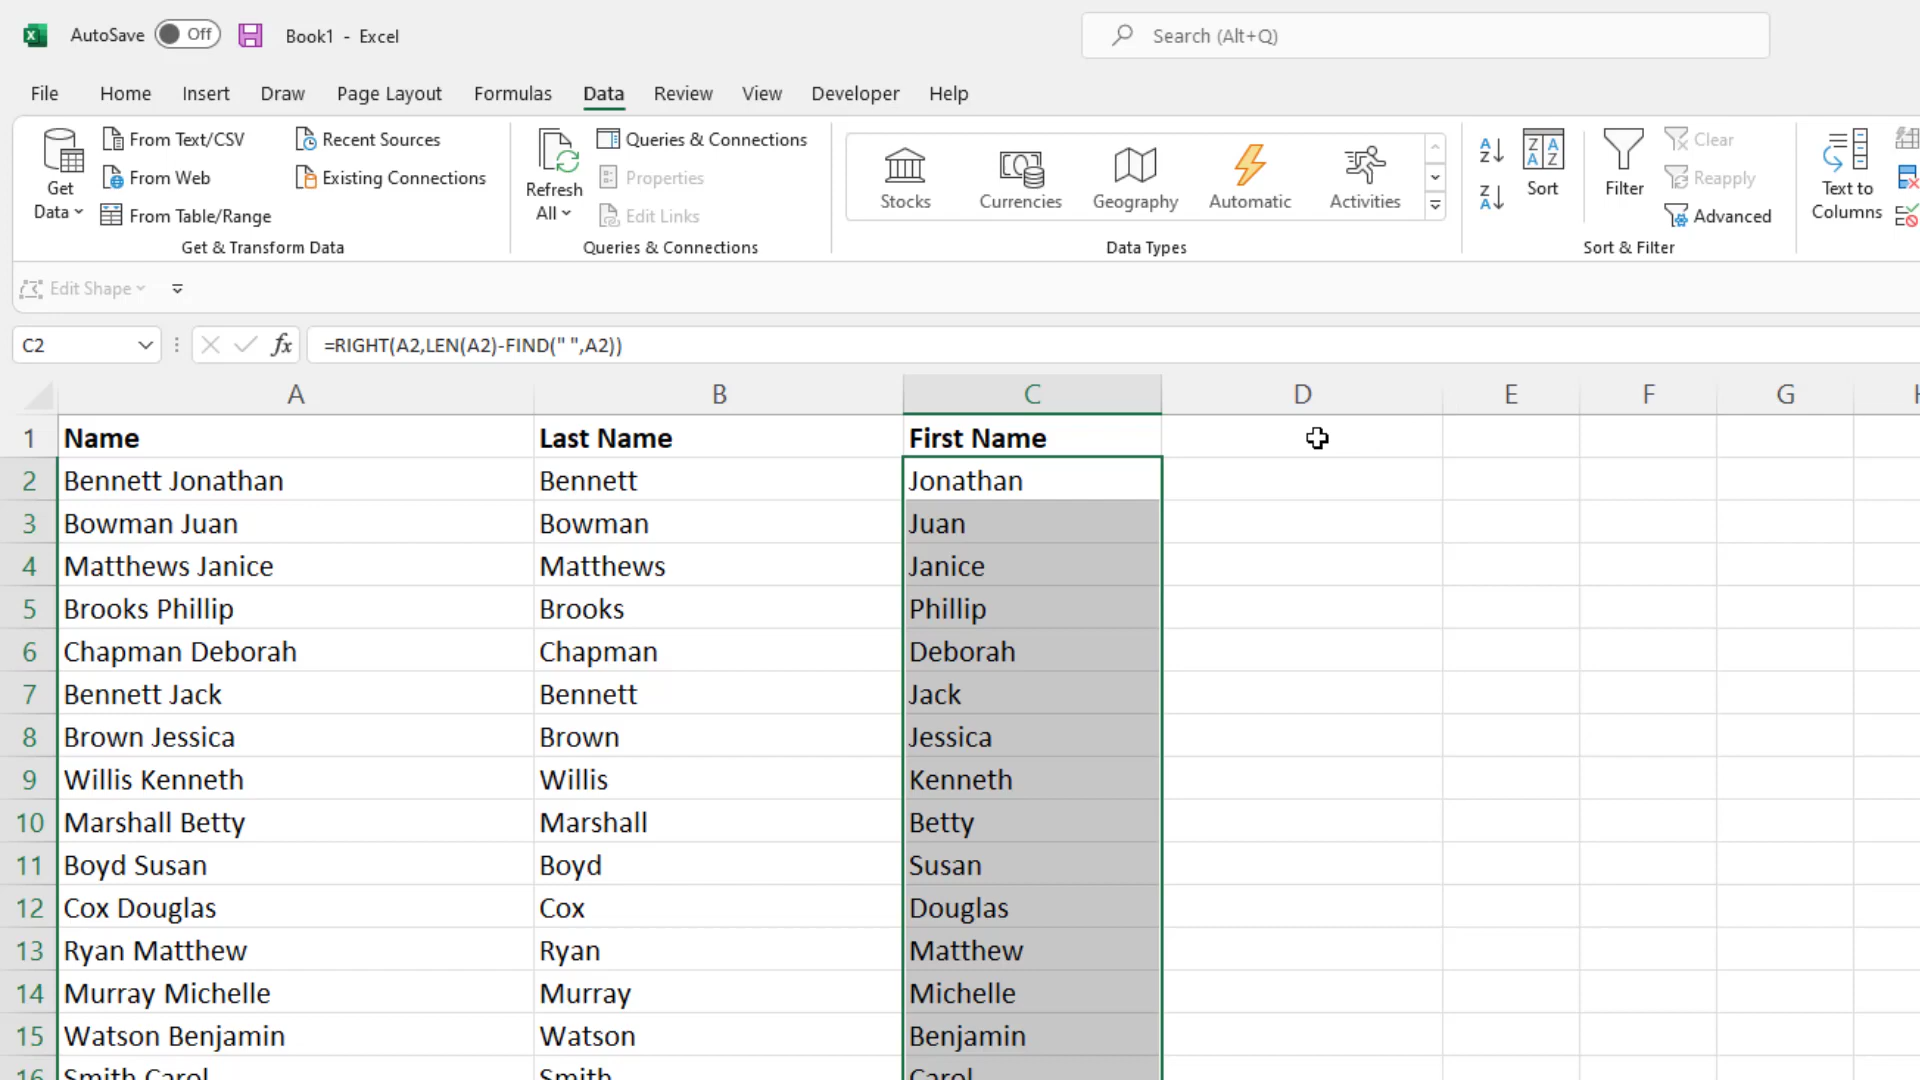 AutoSave Off Book1 - Excel Search (Alt+Q)
File Home Insert Draw Page Layout Formulas Data Review View Developer Help
Get Data
From Text/CSV
From Web
From Table/Range
Recent Sources
Existing Connections
Get & Transform Data
Refresh All
Queries & Connections
Properties
Edit Links
Queries & Connections
Stocks Currencies Geography Automatic Activities
Data Types
Sort
Filter
Clear
Reapply
Advanced
Sort & Filter
Text to Columns
Edit Shape
C2 fx =RIGHT(A2,LEN(A2)-FIND(" ",A2))
A B C D E F G
1 Name Last Name First Name
2 Bennett Jonathan Bennett Jonathan
3 Bowman Juan Bowman Juan
4 Matthews Janice Matthews Janice
5 Brooks Phillip Brooks Phillip
6 Chapman Deborah Chapman Deborah
7 Bennett Jack Bennett Jack
8 Brown Jessica Brown Jessica
9 Willis Kenneth Willis Kenneth
10 Marshall Betty Marshall Betty
11 Boyd Susan Boyd Susan
12 Cox Douglas Cox Douglas
13 Ryan Matthew Ryan Matthew
14 Murray Michelle Murray Michelle
15 Watson Benjamin Watson Benjamin
16 Smith Carol Smith Carol